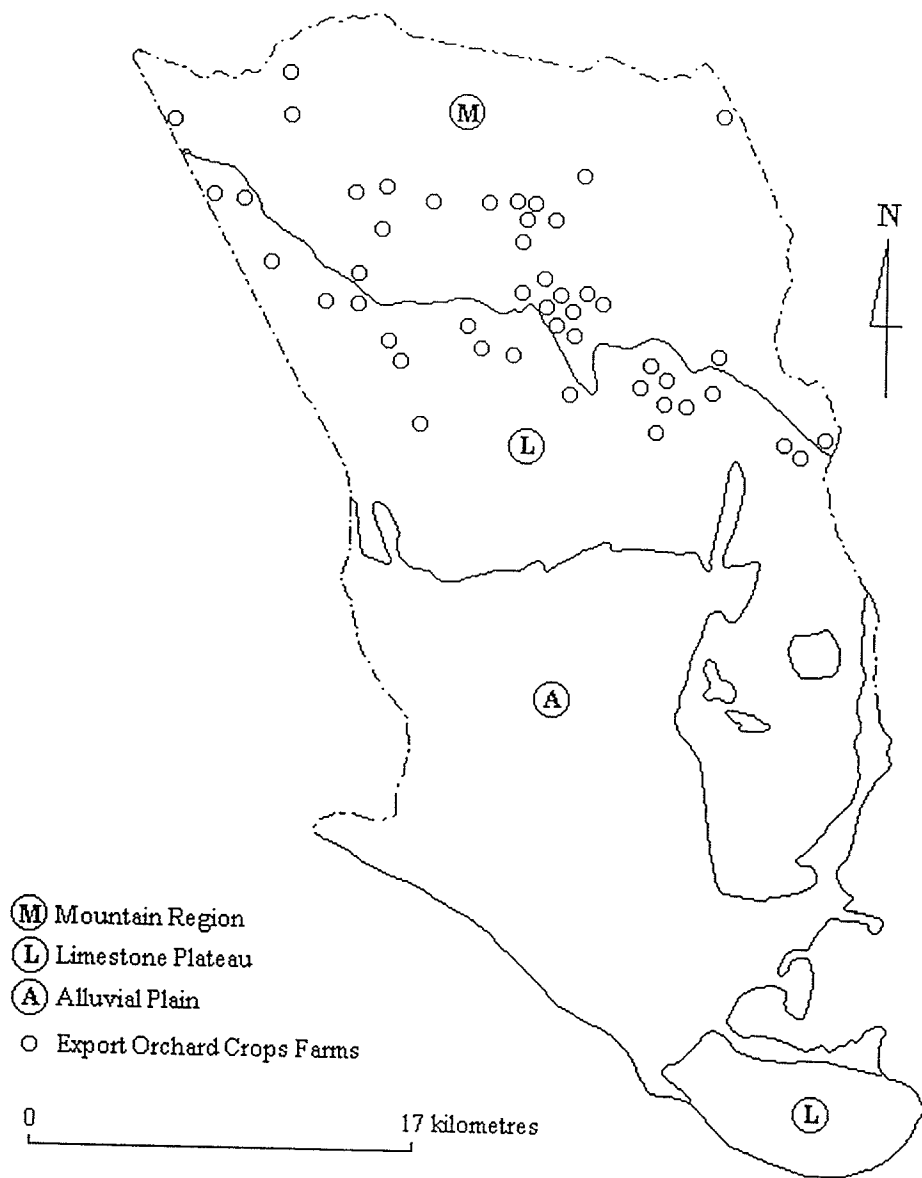 M
N
L
A
M Mountain Region
L Limestone Plateau
A Alluvial Plain
Export Orchard Crops Farms
0 17 kilometres
L